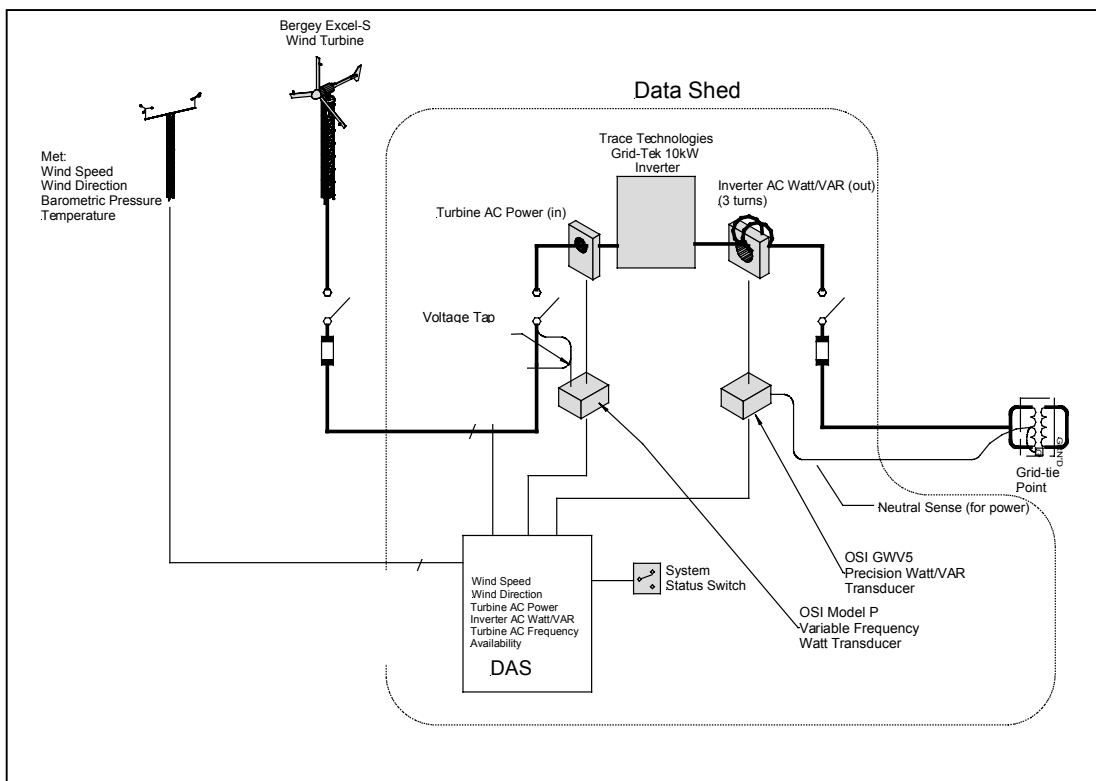 Bergey Excel-S
Wind Turbine
Data Shed
Met:
Wind Speed
Wind Direction
Barometric Pressure
Temperature
Trace Technologies
Grid-Tek 10kW
Inverter
Inverter AC Watt/VAR (out)
(3 turns)
Turbine AC Power (in)
Voltage Tap
GND
Grid-tie
Point
Neutral Sense (for power)
OSI GWV5
Precision Watt/VAR
Transducer
System
Status Switch
OSI Model P
Variable Frequency
Watt Transducer
Wind Speed
Wind Direction
Turbine AC Power
Inverter AC Watt/VAR
Turbine AC Frequency
Availability
DAS